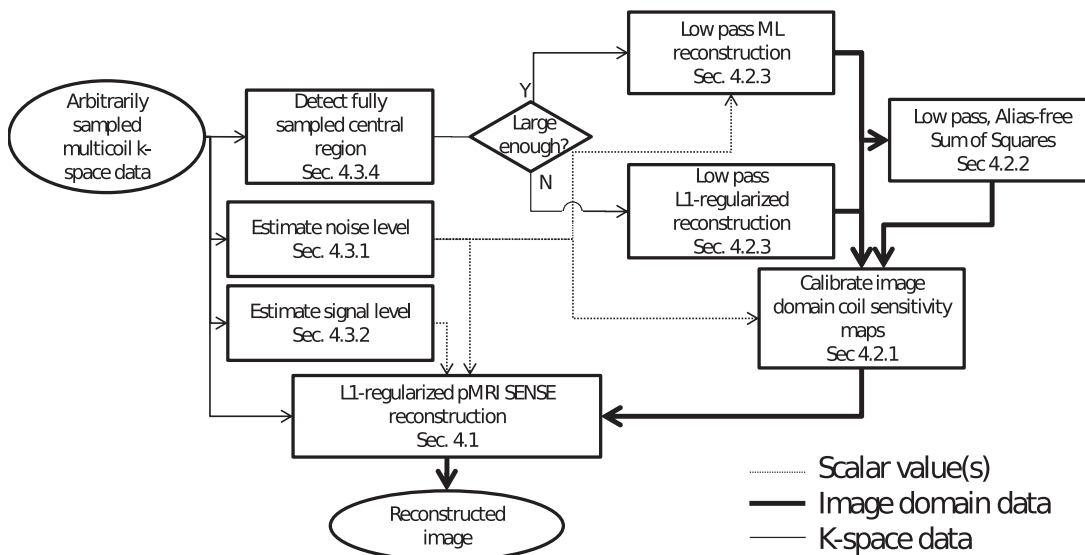 Arbitrarily
sampled
multicoil k-
space data
Detect fully
sampled central
region
Sec. 4.3.4
Y
Large
enough?
N
Low pass ML
reconstruction
Sec. 4.2.3
Low pass, Alias-free
Sum of Squares
Sec 4.2.2
Low pass
L1-regularized
reconstruction
Sec. 4.2.3
Estimate noise level
Sec. 4.3.1
Estimate signal level
Sec. 4.3.2
Calibrate image
domain coil sensitivity
maps
Sec 4.2.1
L1-regularized pMRI SENSE
reconstruction
Sec. 4.1
Reconstructed
image
Scalar value(s)
Image domain data
K-space data